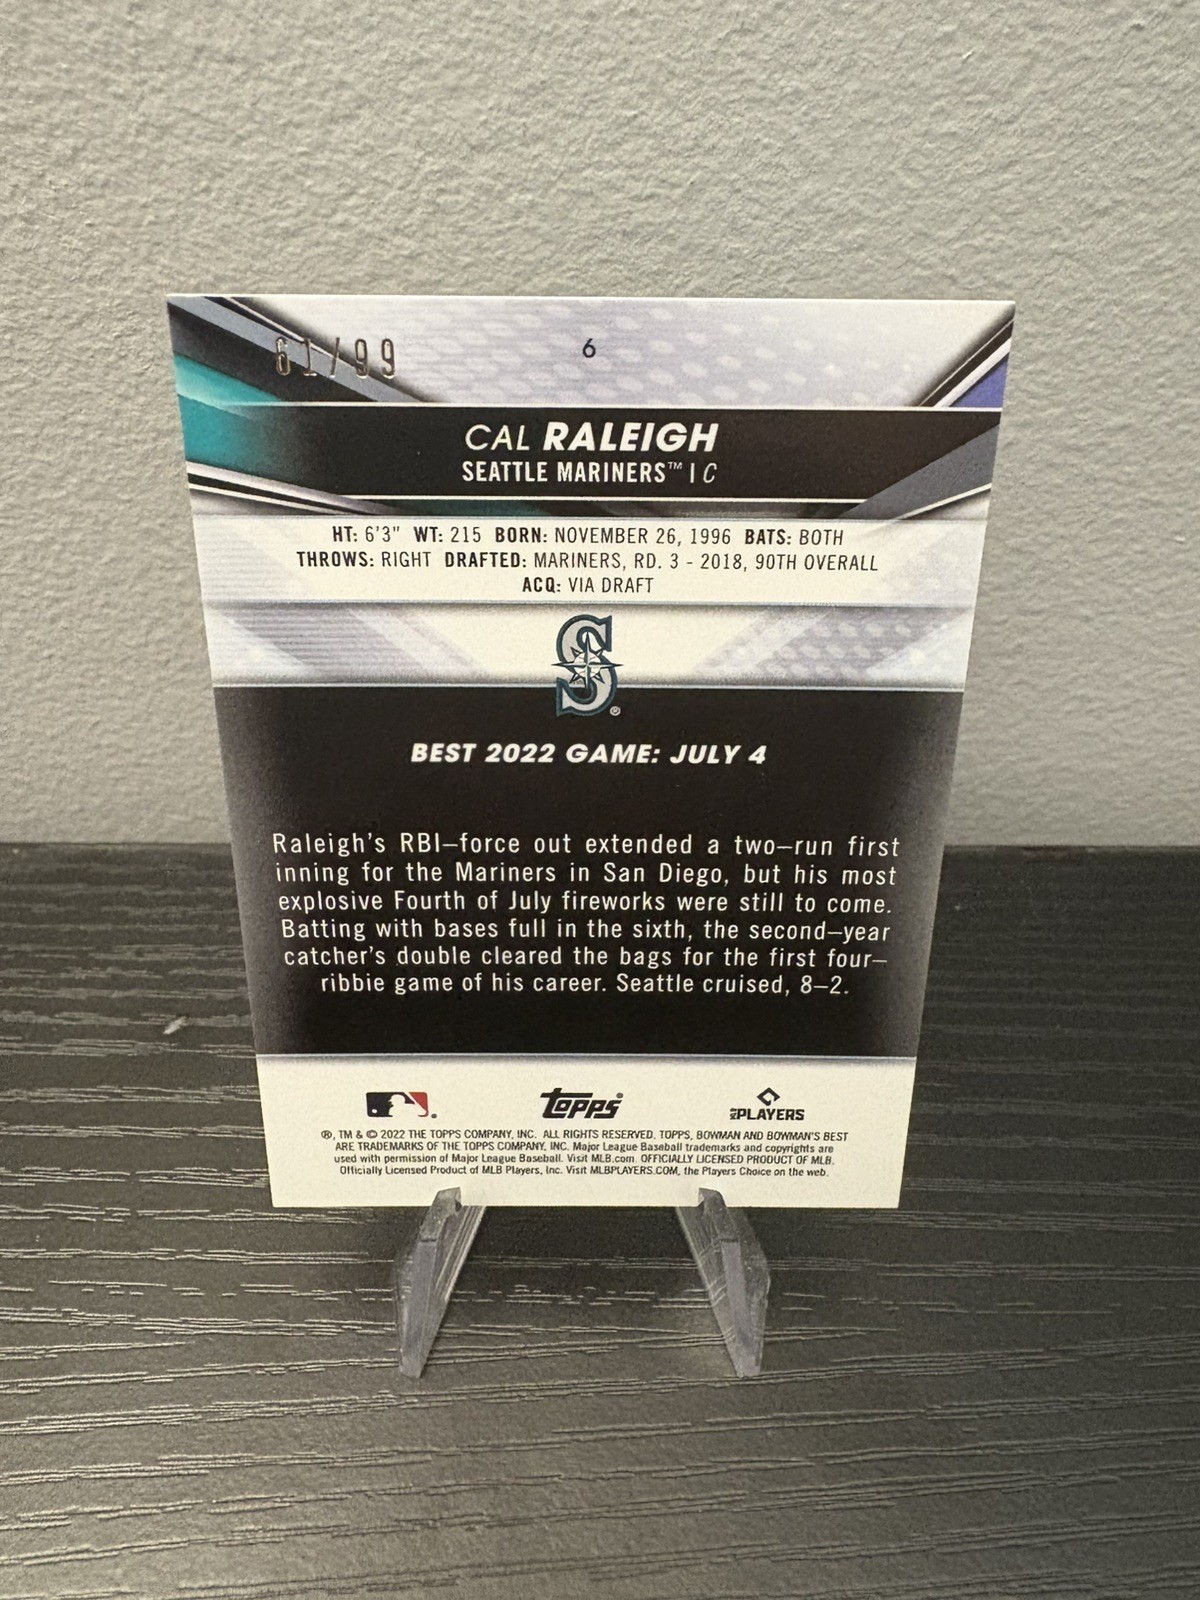 61/99
6
CAL RALEIGH
SEATTLE MARINERS™ | C
HT: 6'3" WT: 215 BORN: NOVEMBER 26, 1996 BATS: BOTH
THROWS: RIGHT DRAFTED: MARINERS, RD. 3 - 2018, 90TH OVERALL
ACQ: VIA DRAFT
S®
BEST 2022 GAME: JULY 4
Raleigh's RBI–force out extended a two–run first
inning for the Mariners in San Diego, but his most
explosive Fourth of July fireworks were still to come.
Batting with bases full in the sixth, the second–year
catcher's double cleared the bags for the first four–
ribbie game of his career. Seattle cruised, 8–2.
Topps® PLAYERS
®, TM & © 2022 THE TOPPS COMPANY, INC. ALL RIGHTS RESERVED. TOPPS, BOWMAN AND BOWMAN'S BEST
ARE TRADEMARKS OF THE TOPPS COMPANY, INC. Major League Baseball trademarks and copyrights are
used with permission of Major League Baseball. Visit MLB.com. OFFICIALLY LICENSED PRODUCT OF MLB.
Officially Licensed Product of MLB Players, Inc. Visit MLBPLAYERS.COM, the Players Choice on the web.